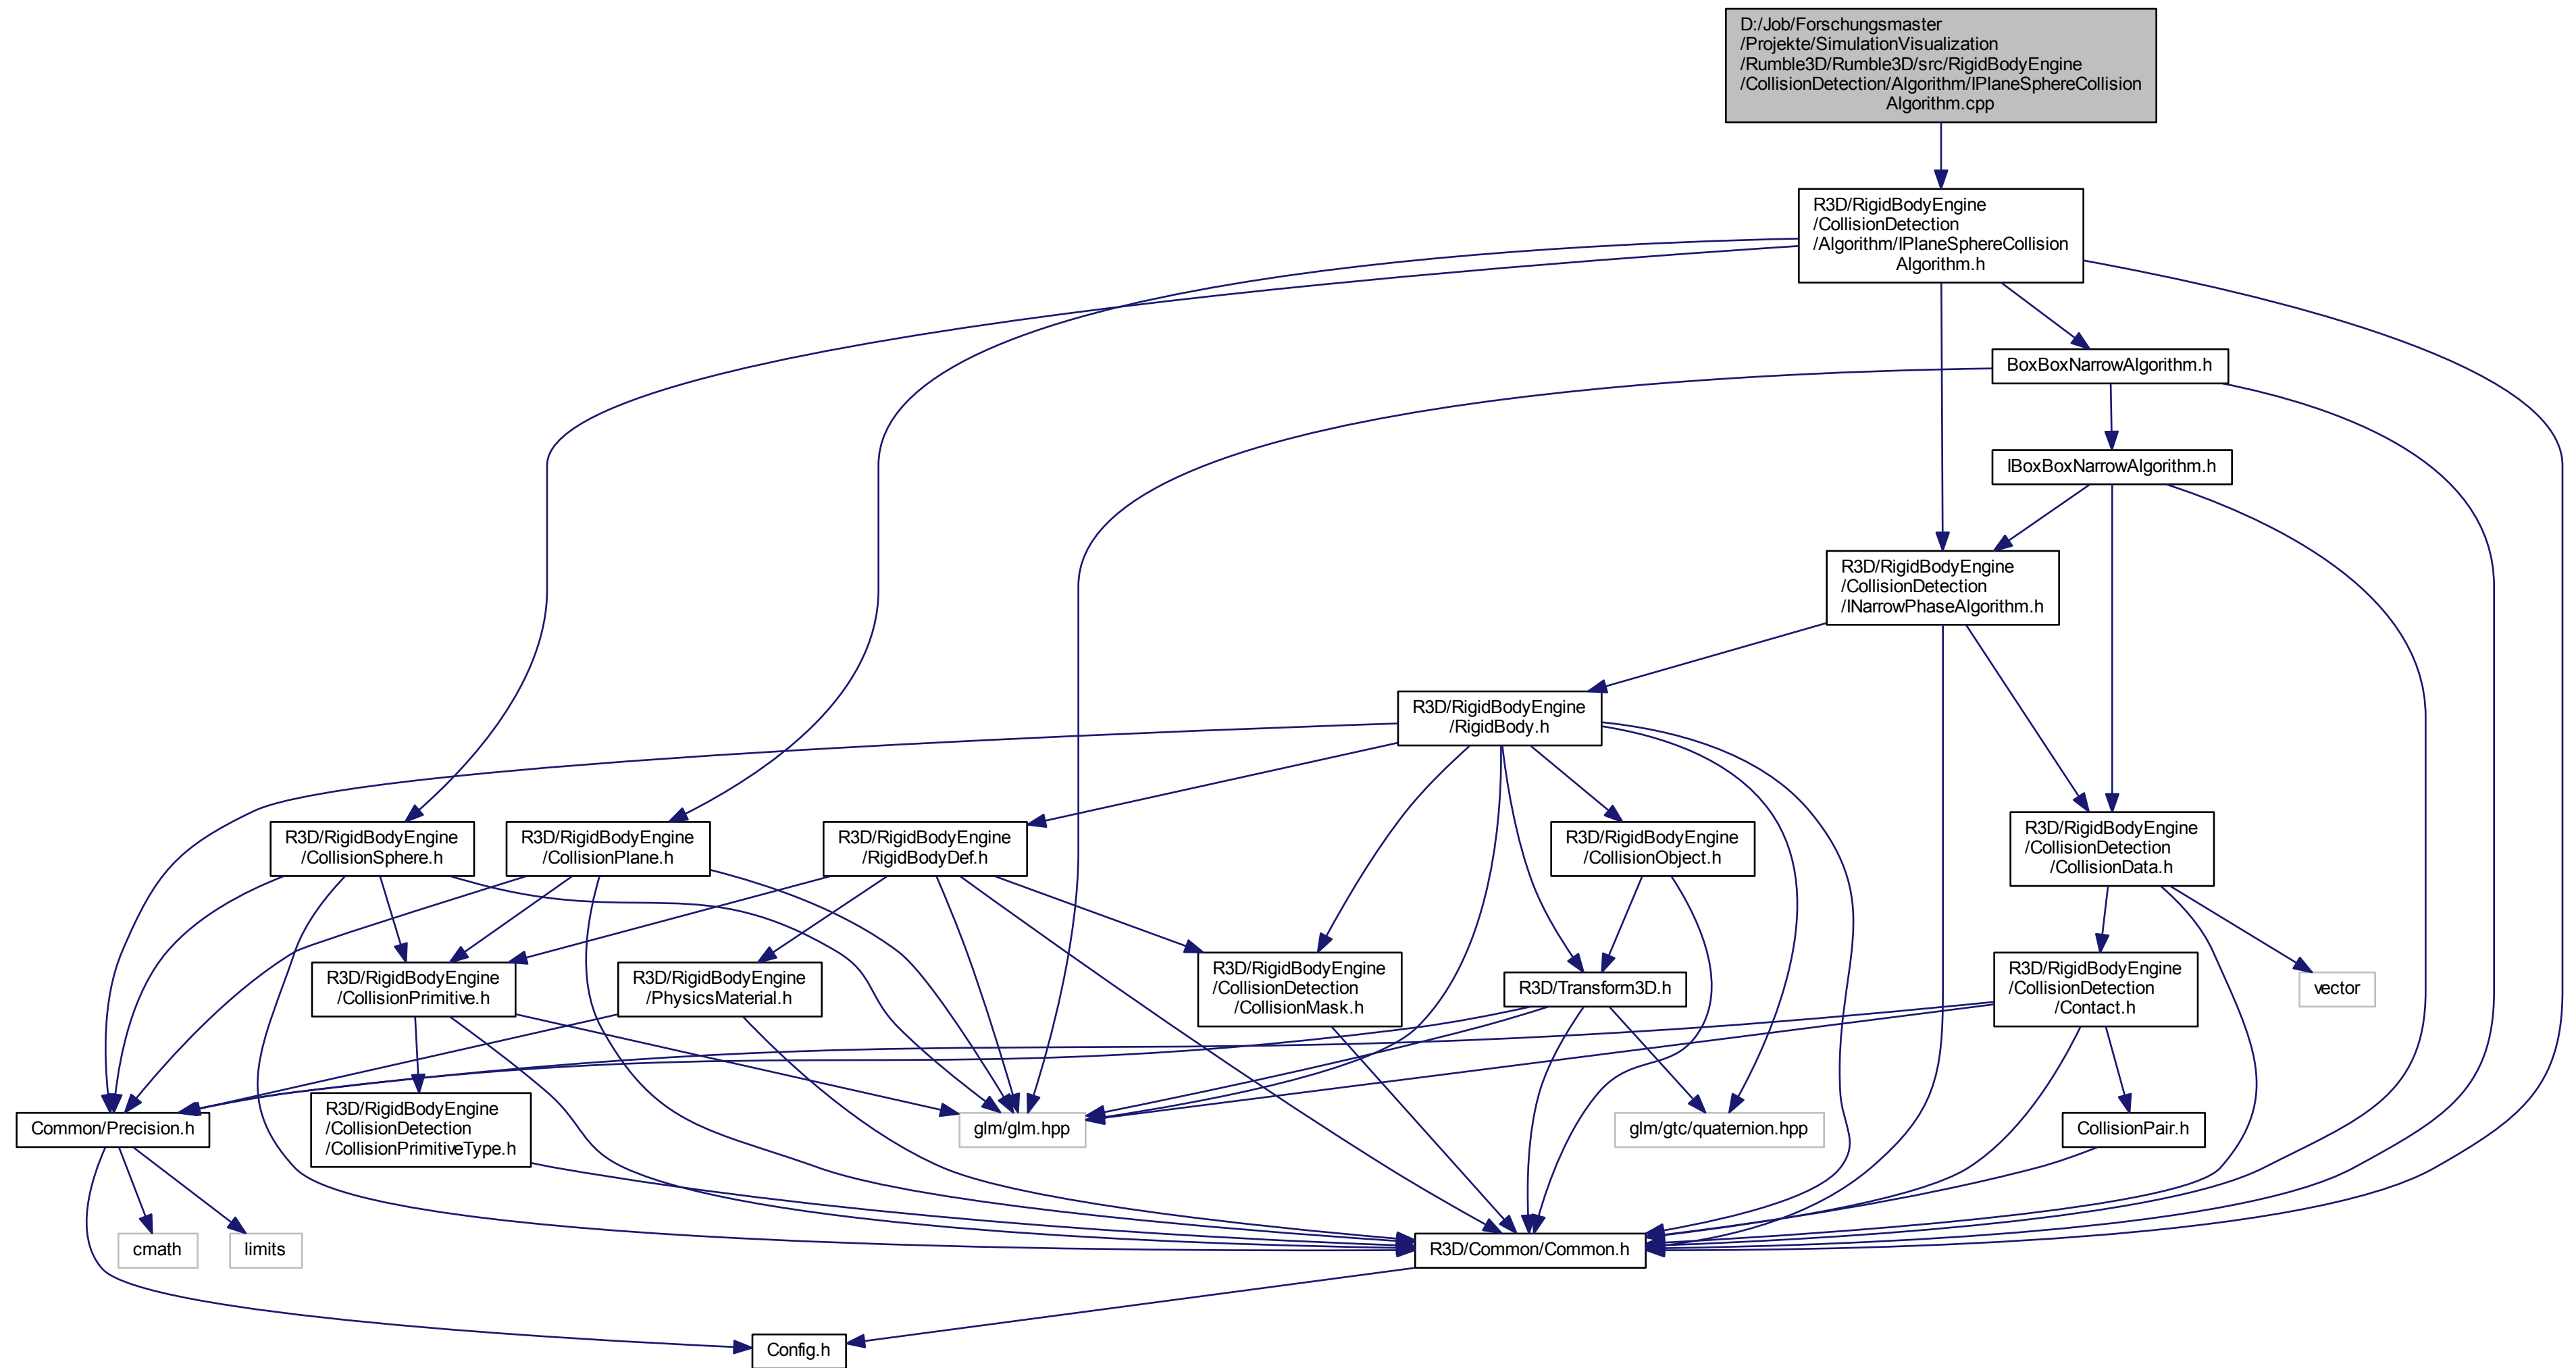 D:/Job/Forschungsmaster
/Projekte/SimulationVisualization
/Rumble3D/Rumble3D/src/RigidBodyEngine
/CollisionDetection/Algorithm/IPlaneSphereCollision
Algorithm.cpp
R3D/RigidBodyEngine
/CollisionDetection
/Algorithm/IPlaneSphereCollision
Algorithm.h
BoxBoxNarrowAlgorithm.h
IBoxBoxNarrowAlgorithm.h
R3D/RigidBodyEngine
/CollisionDetection
/INarrowPhaseAlgorithm.h
R3D/RigidBodyEngine
/RigidBody.h
R3D/RigidBodyEngine
/CollisionSphere.h
R3D/RigidBodyEngine
/CollisionPlane.h
R3D/RigidBodyEngine
/RigidBodyDef.h
R3D/RigidBodyEngine
/CollisionObject.h
R3D/RigidBodyEngine
/CollisionDetection
/CollisionData.h
R3D/RigidBodyEngine
/CollisionPrimitive.h
R3D/RigidBodyEngine
/PhysicsMaterial.h
R3D/RigidBodyEngine
/CollisionDetection
/CollisionMask.h
R3D/Transform3D.h
R3D/RigidBodyEngine
/CollisionDetection
/Contact.h
vector
Common/Precision.h
R3D/RigidBodyEngine
/CollisionDetection
/CollisionPrimitiveType.h
glm/glm.hpp
glm/gtc/quaternion.hpp
CollisionPair.h
cmath
limits
R3D/Common/Common.h
Config.h